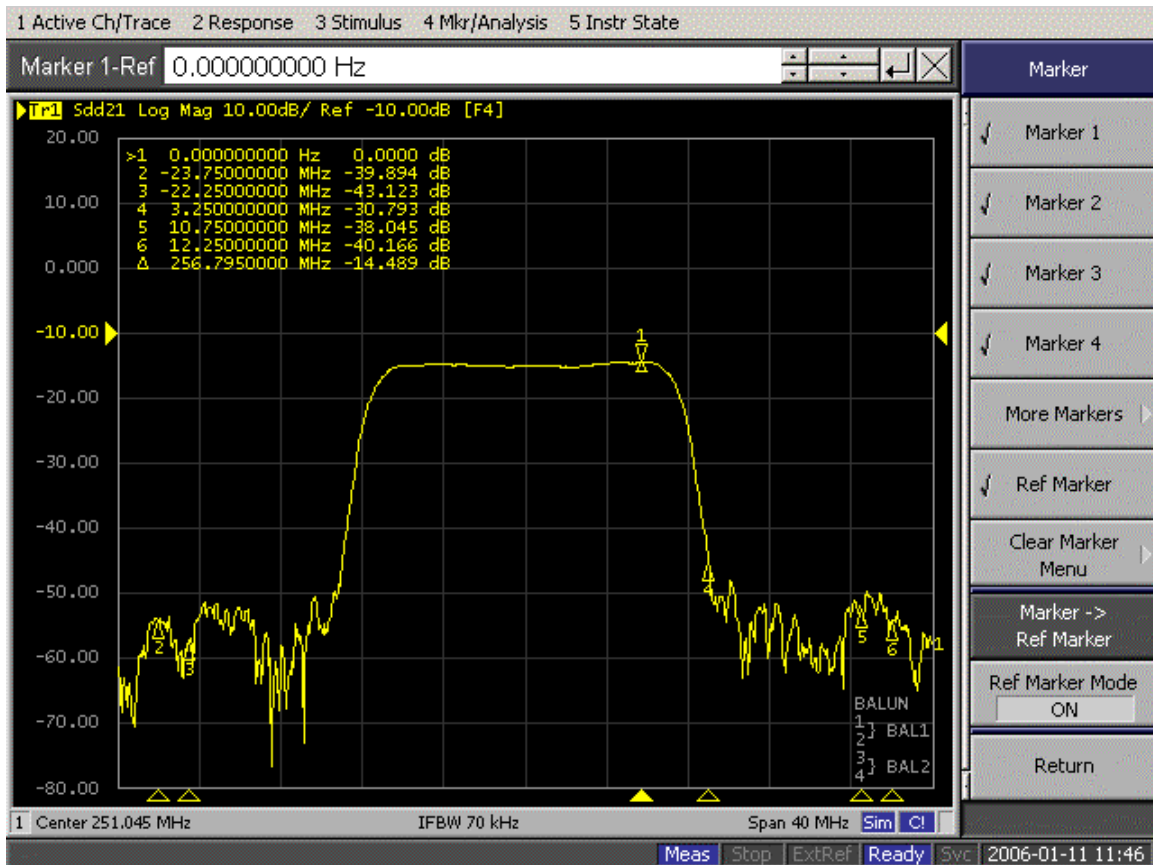 1 Active Ch/Trace 2 Response 3 Stimulus 4 Mkr/Analysis 5 Instr State
Marker 1-Ref 0.000000000 Hz
Tr1 Sdd21 Log Mag 10.00dB/ Ref -10.00dB [F4]
20.00
10.00
0.000
-10.00
-20.00
-30.00
-40.00
-50.00
-60.00
-70.00
-80.00
>1 0.000000000 Hz 0.0000 dB
2 -23.75000000 MHz -39.894 dB
3 -22.25000000 MHz -43.123 dB
4 3.250000000 MHz -30.793 dB
5 10.75000000 MHz -38.045 dB
6 12.25000000 MHz -40.166 dB
Δ 256.7950000 MHz -14.489 dB
1
2
3
4
5
6
1
BALUN
1
2} BAL1
3
4} BAL2
1 Center 251.045 MHz IFBW 70 kHz Span 40 MHz Sim C!
Marker
√ Marker 1
√ Marker 2
√ Marker 3
√ Marker 4
More Markers
√ Ref Marker
Clear Marker
Menu
Marker ->
Ref Marker
Ref Marker Mode
ON
Return
Meas Stop ExtRef Ready Svc 2006-01-11 11:46